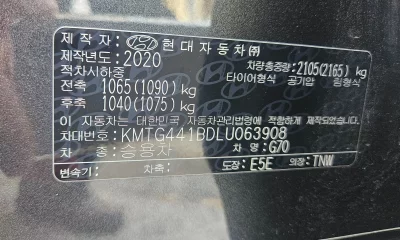 제 작 자 : 현대자동차㈜
제작년도 : 2020
적차시하중 차량총중량 : 2105(2165) kg
타이어형식 공기압 림형식
전축 1065(1090) kg
후축 1040(1075) kg
이 자동차는 대한민국 자동차관리법령에 적합하게 제작되었습니다.
차대번호 : KMTG441BDLU063908
차 종 : 승용차 차 명 : G70
변속기 : 차축 : 도장 : E5E 의장 : TNW